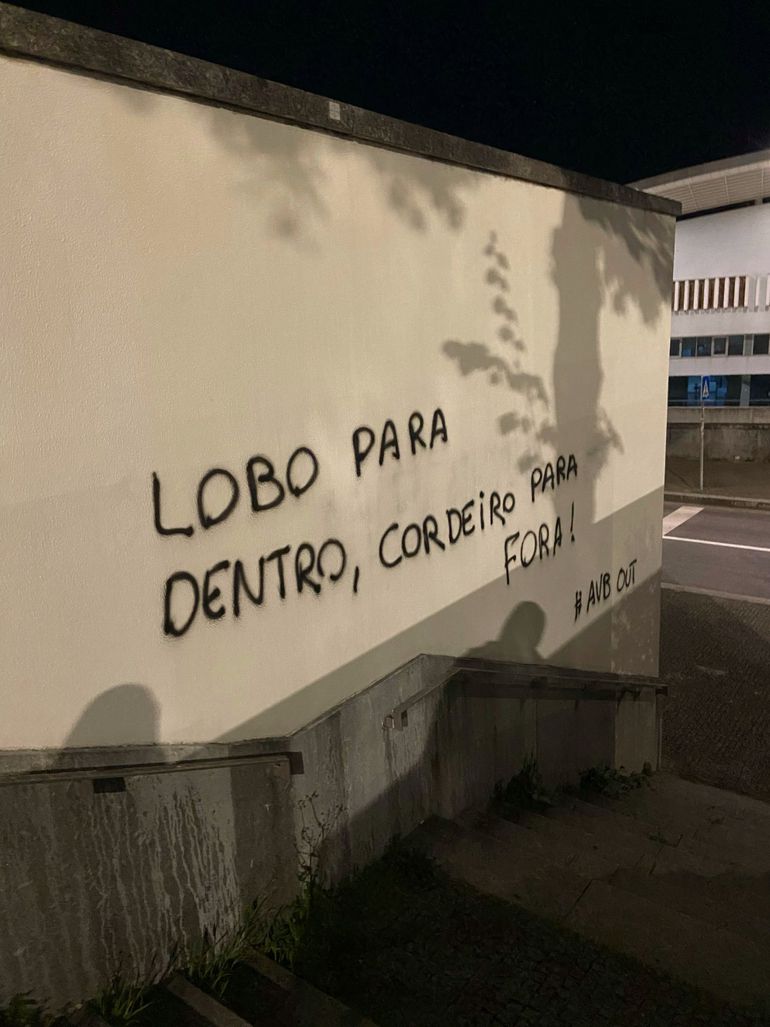 LOBO PARA
DENTRO, CORDEIRO PARA
FORA!
#AVB OUT